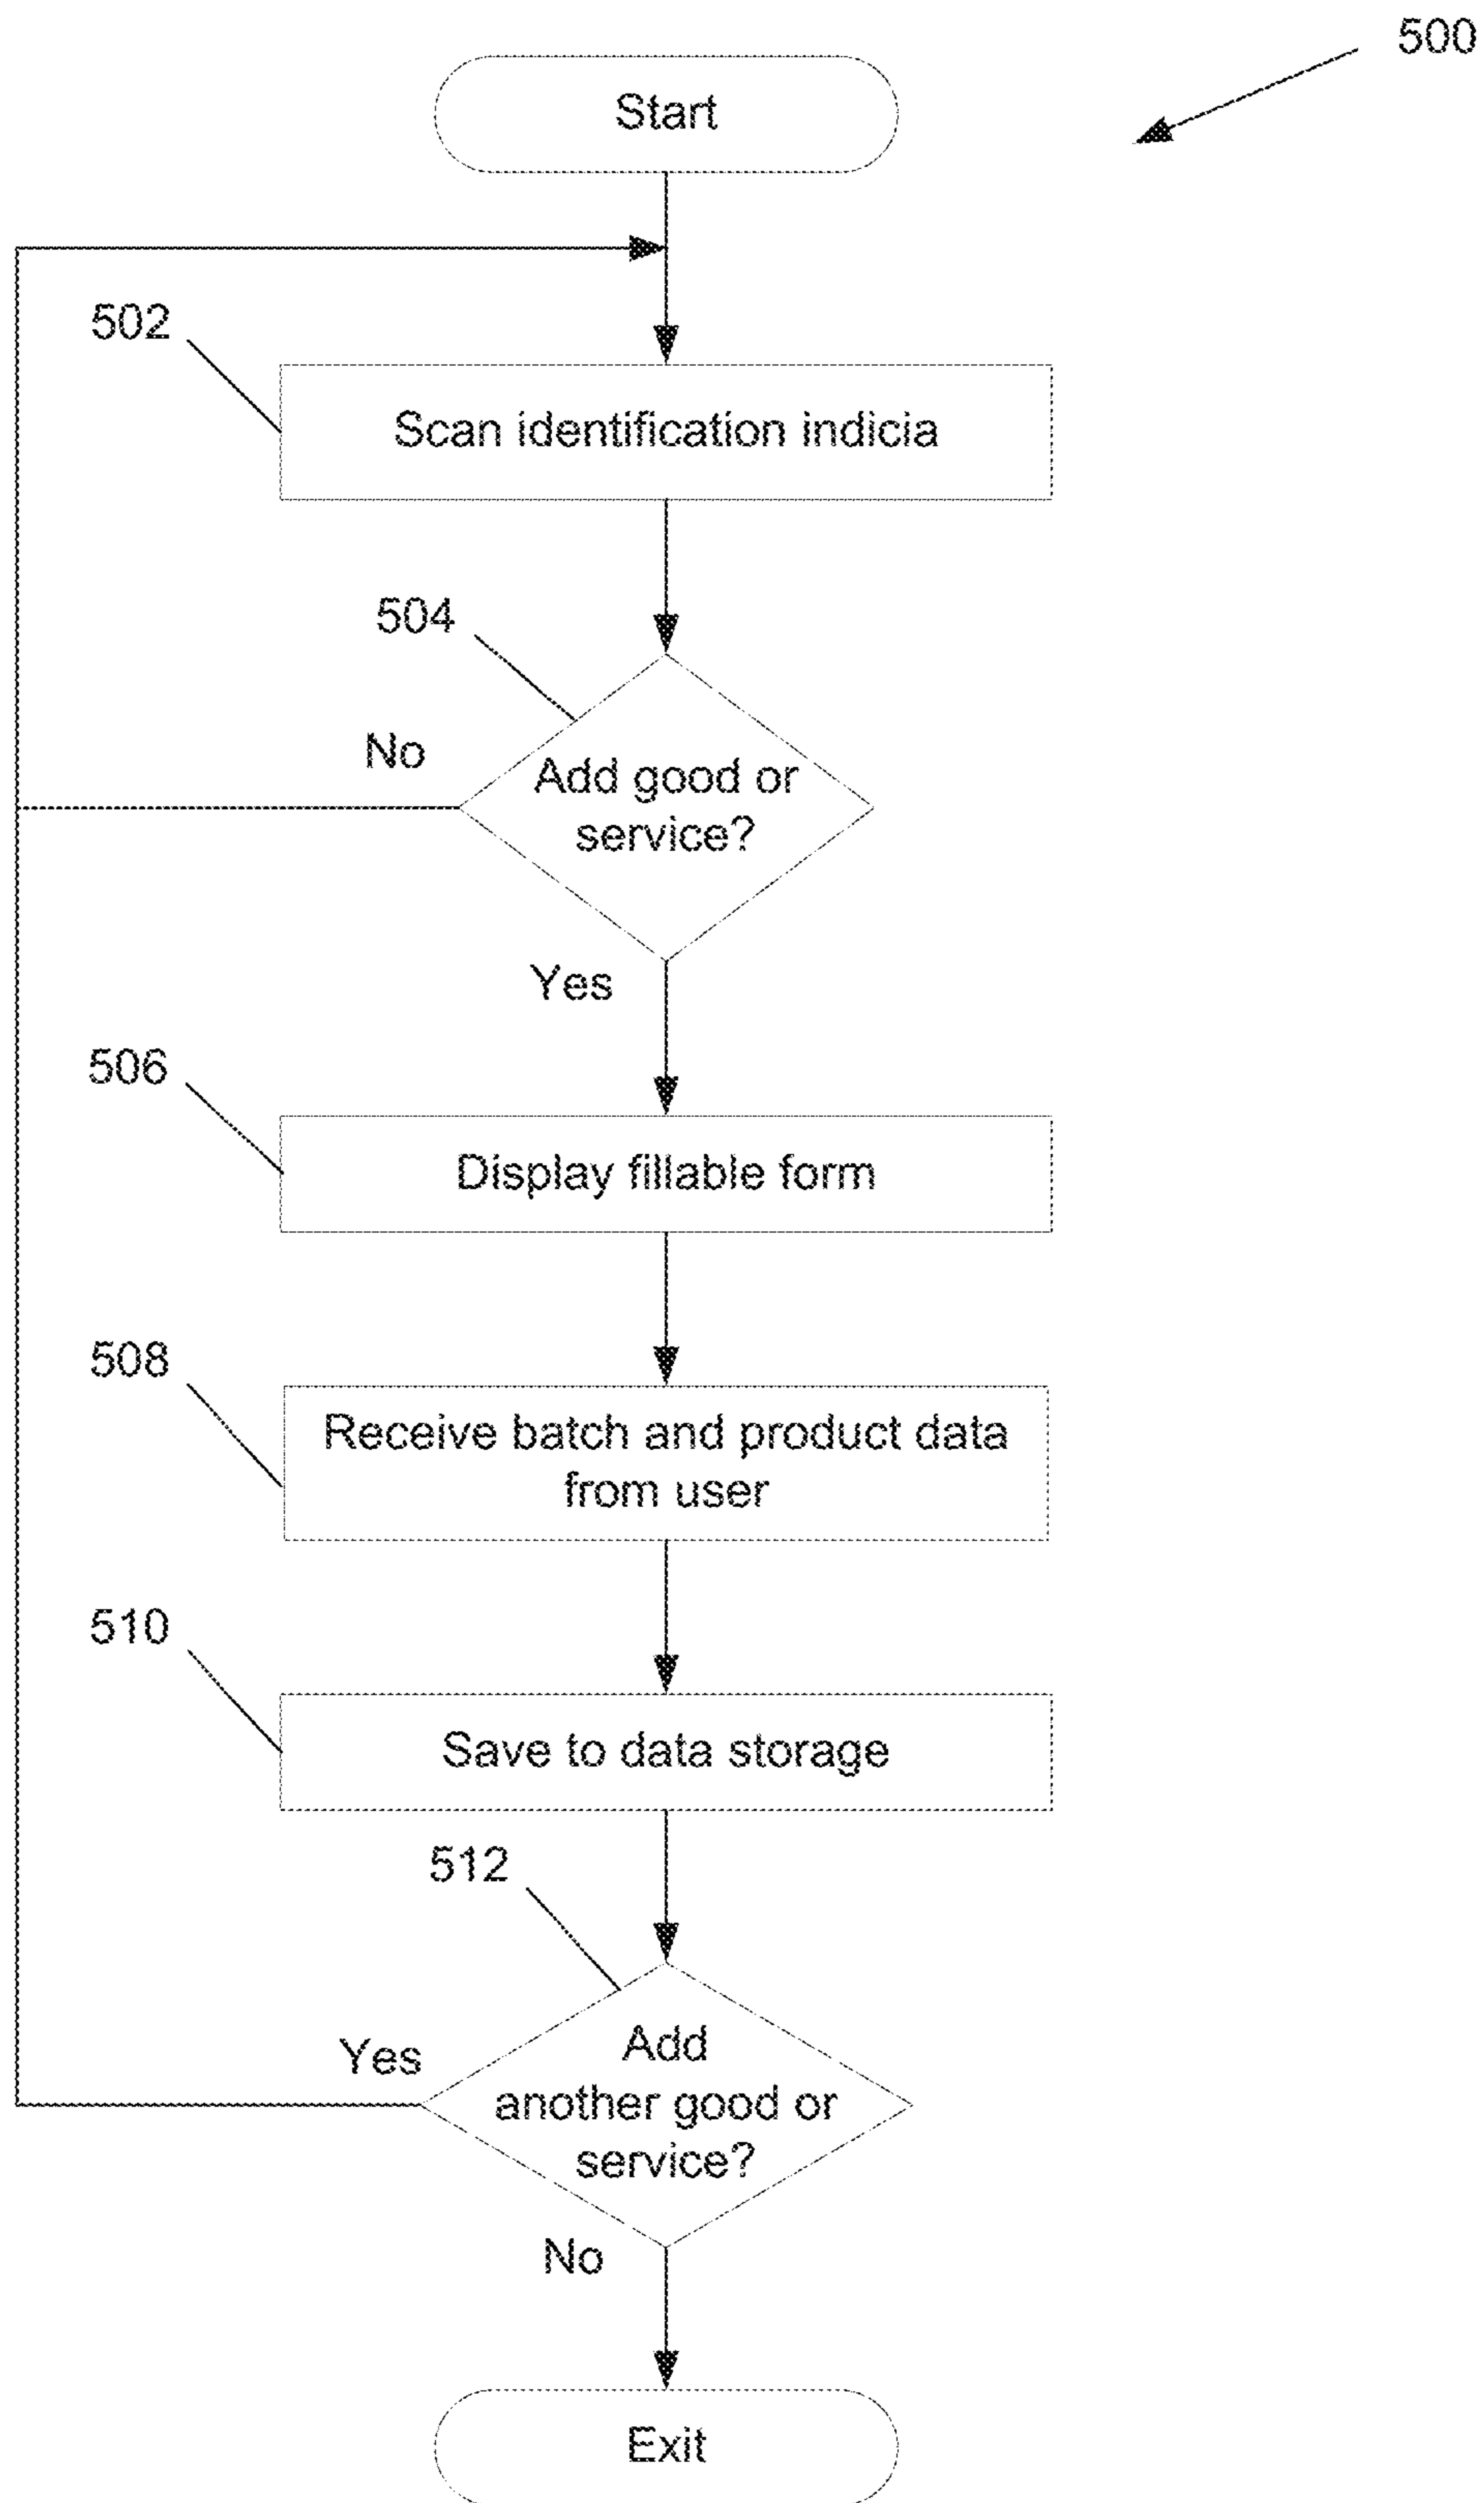 500
Start
502
Scan identification indicia
504
No
Add good or
service?
Yes
506
Display fillable form
508
Receive batch and product data
from user
510
Save to data storage
512
Yes
Add
another good or
service?
No
Exit